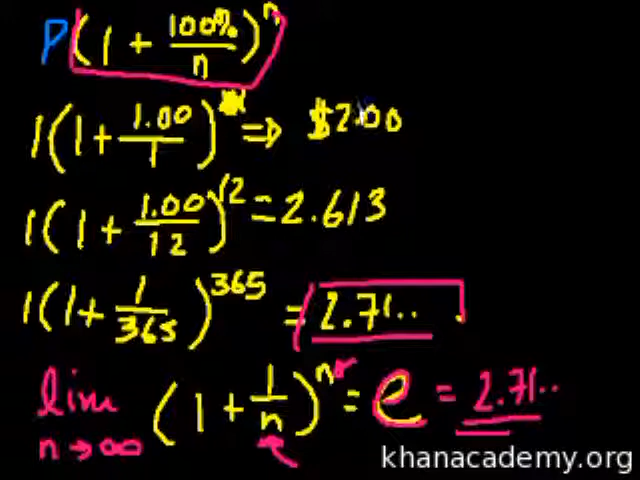 P(1 + 100%/n)^n
1(1 + 1.00/1) ⇒ $2.00
1(1 + 1.00/12)^12 = 2.613
1(1 + 1/365)^365 = 2.71..
lim n→∞ (1 + 1/n)^n = e = 2.71..
khanacademy.org